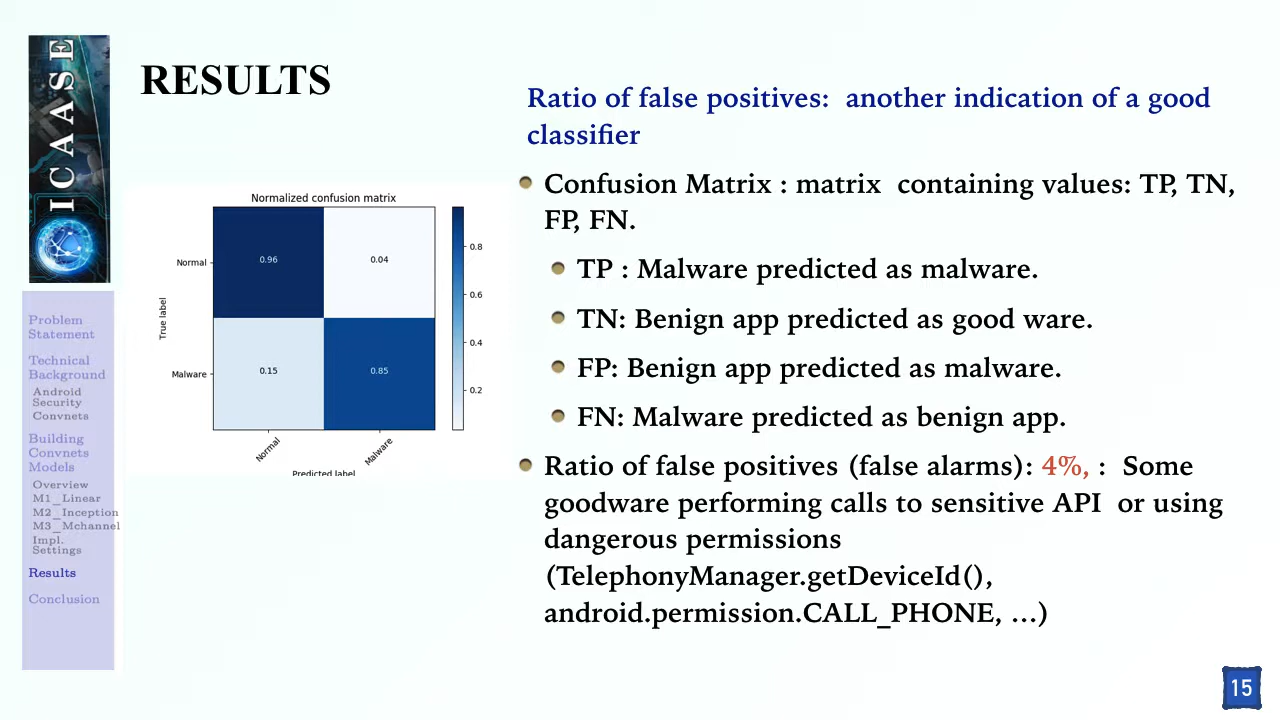 ICAASE
RESULTS
Ratio of false positives:  another indication of a good
classifier
Confusion Matrix : matrix  containing values: TP, TN,
FP, FN.
TP : Malware predicted as malware.
TN: Benign app predicted as good ware.
FP: Benign app predicted as malware.
FN: Malware predicted as benign app.
Ratio of false positives (false alarms): 4%, :  Some
goodware performing calls to sensitive API  or using
dangerous permissions
(TelephonyManager.getDeviceId(),
android.permission.CALL_PHONE, ...)
Normalized confusion matrix
True label
Normal
0.96
0.04
Malware
0.15
0.85
Normal
Malware
Predicted label
0.8
0.6
0.4
0.2
Problem
Statement
Technical
Background
Android
Security
Convnets
Building
Convnets
Models
Overview
M1_Linear
M2_Inception
M3_Mchannel
Impl.
Settings
Results
Conclusion
15